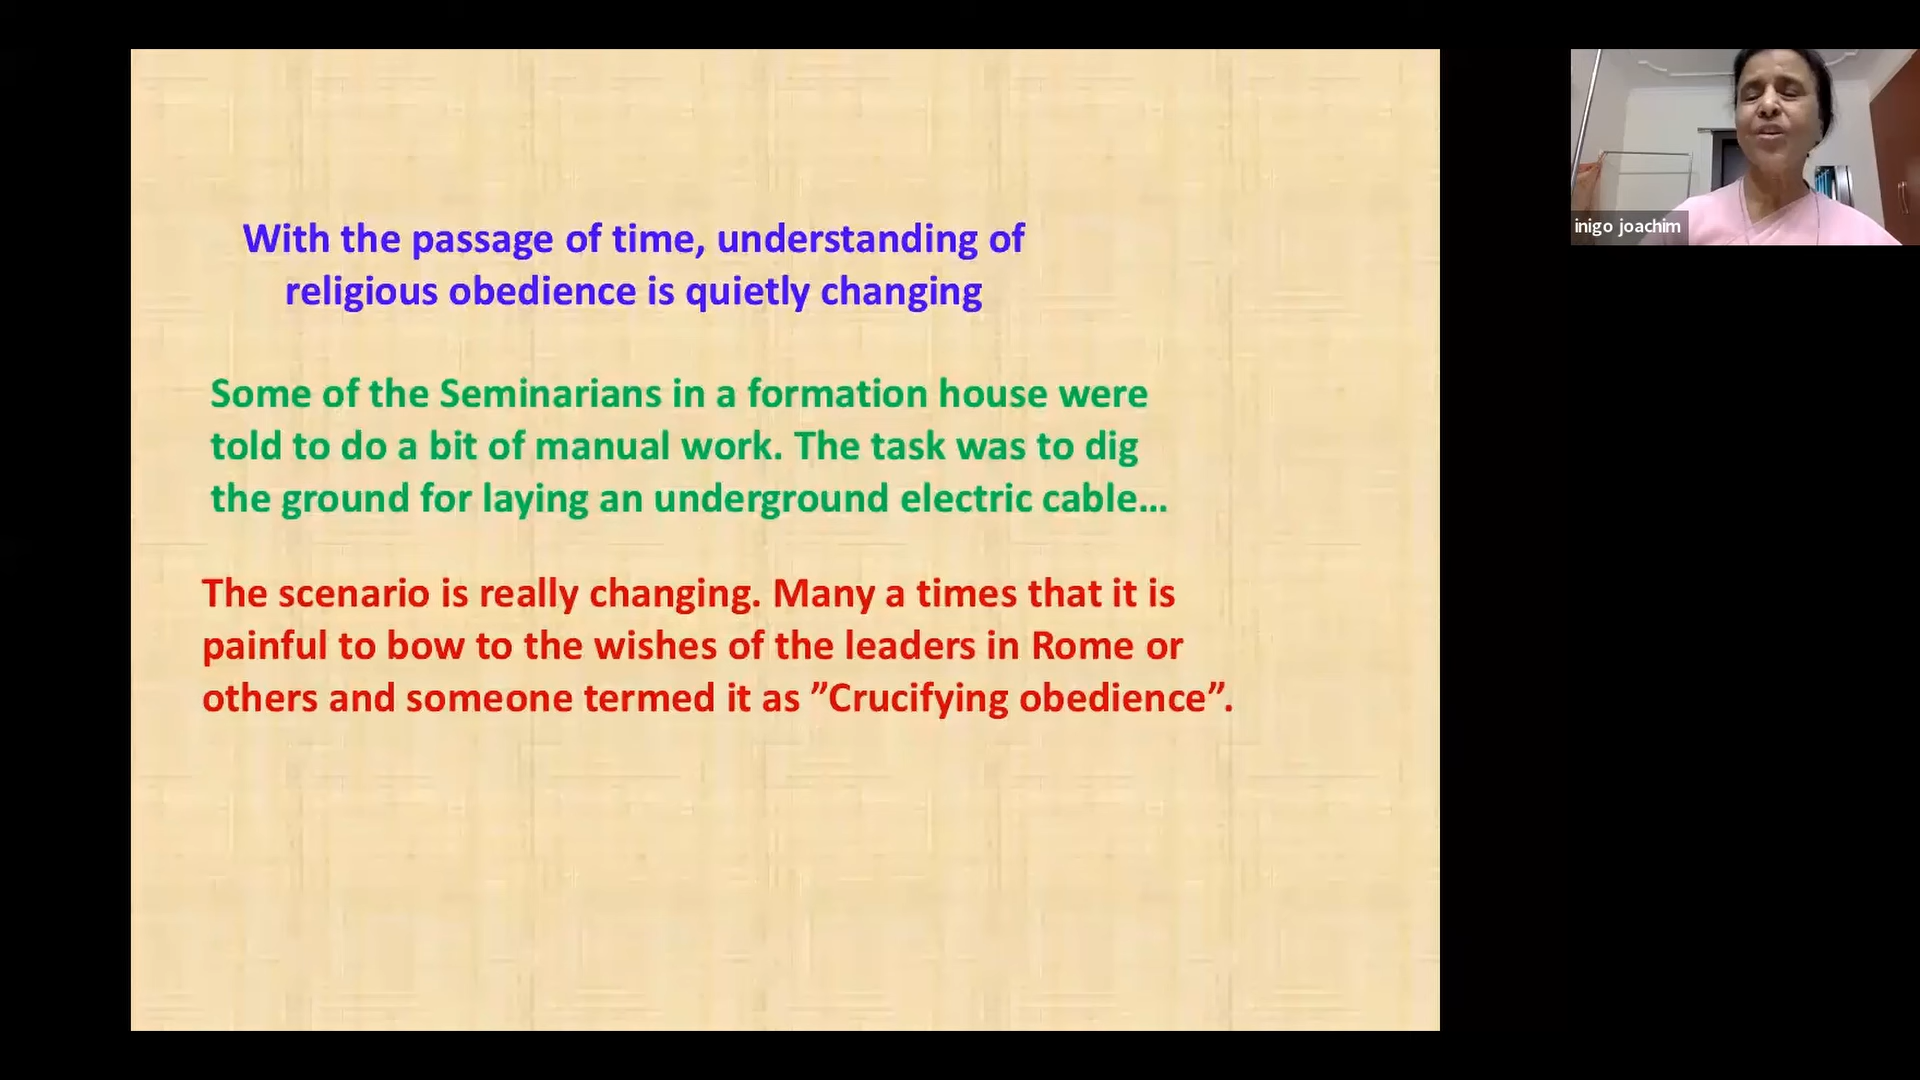 With the passage of time, understanding of
religious obedience is quietly changing
Some of the Seminarians in a formation house were
told to do a bit of manual work. The task was to dig
the ground for laying an underground electric cable...
The scenario is really changing. Many a times that it is
painful to bow to the wishes of the leaders in Rome or
others and someone termed it as ”Crucifying obedience”.
inigo joachim